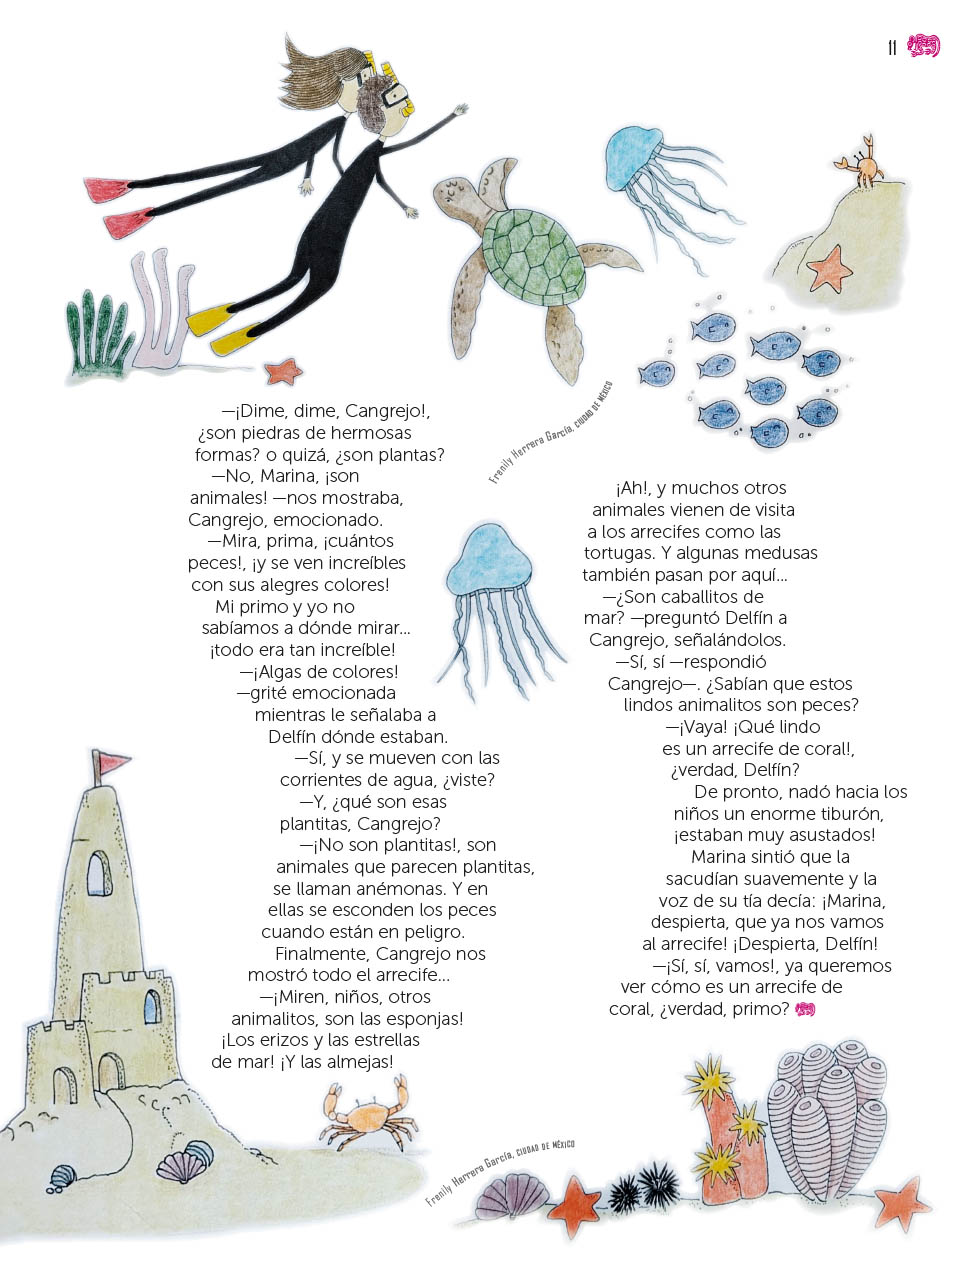 11
—¡Dime, dime, Cangrejo!,
¿son piedras de hermosas
formas? o quizá, ¿son plantas?
—No, Marina, ¡son
animales! —nos mostraba,
Cangrejo, emocionado.
—Mira, prima, ¡cuántos
peces!, ¡y se ven increíbles
con sus alegres colores!
Mi primo y yo no
sabíamos a dónde mirar...
¡todo era tan increíble!
—¡Algas de colores!
—grité emocionada
mientras le señalaba a
Delfín dónde estaban.
—Sí, y se mueven con las
corrientes de agua, ¿viste?
—Y, ¿qué son esas
plantitas, Cangrejo?
—¡No son plantitas!, son
animales que parecen plantitas,
se llaman anémonas. Y en
ellas se esconden los peces
cuando están en peligro.
Finalmente, Cangrejo nos
mostró todo el arrecife...
—¡Miren, niños, otros
animalitos, son las esponjas!
¡Los erizos y las estrellas
de mar! ¡Y las almejas!
Frenily Herrera García, CIUDAD DE MÉXICO
¡Ah!, y muchos otros
animales vienen de visita
a los arrecifes como las
tortugas. Y algunas medusas
también pasan por aquí...
—¿Son caballitos de
mar? —preguntó Delfín a
Cangrejo, señalándolos.
—Sí, sí —respondió
Cangrejo—. ¿Sabían que estos
lindos animalitos son peces?
—¡Vaya! ¡Qué lindo
es un arrecife de coral!,
¿verdad, Delfín?
De pronto, nadó hacia los
niños un enorme tiburón,
¡estaban muy asustados!
Marina sintió que la
sacudían suavemente y la
voz de su tía decía: ¡Marina,
despierta, que ya nos vamos
al arrecife! ¡Despierta, Delfín!
—¡Sí, sí, vamos!, ya queremos
ver cómo es un arrecife de
coral, ¿verdad, primo?
Frenily Herrera García, CIUDAD DE MÉXICO